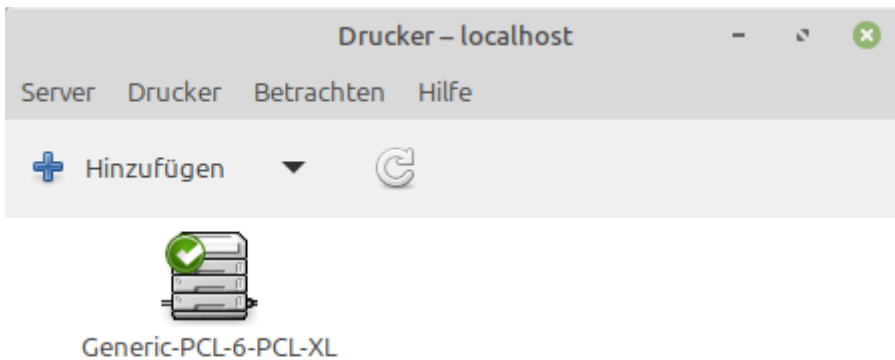 Drucker – localhost
Server Drucker Betrachten Hilfe
Hinzufügen
Generic-PCL-6-PCL-XL